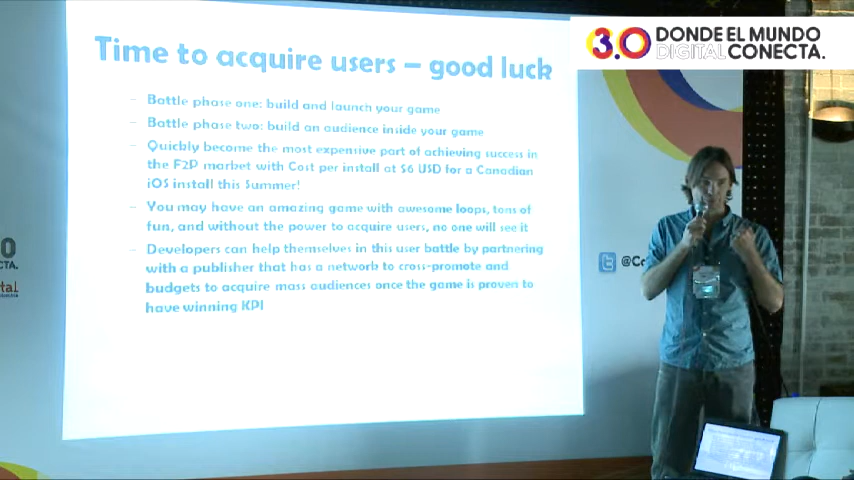 3.0 DONDE EL MUNDO
DIGITAL CONECTA.
Time to acquire users – good luck
– Battle phase one: build and launch your game
– Battle phase two: build an audience inside your game
– Quickly become the most expensive part of achieving success in
the F2P market with Cost per install at $6 USD for a Canadian
iOS install this Summer!
– You may have an amazing game with awesome loops, tons of
fun, and without the power to acquire users, no one will see it
– Developers can help themselves in this user battle by partnering
with a publisher that has a network to cross-promote and
budgets to acquire mass audiences once the game is proven to
have winning KPI